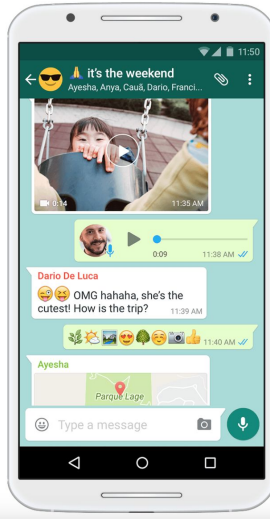 11:50
🙏 it's the weekend
Ayesha, Anya, Cauã, Dario, Franci...
0:14
11:35 AM
0:09
11:38 AM
Dario De Luca
😜😝 OMG hahaha, she's the
cutest! How is the trip?
11:39 AM
🌿🌤🏞😍🌳☺️📷👍
11:40 AM
Ayesha
Parque Lage
Type a message